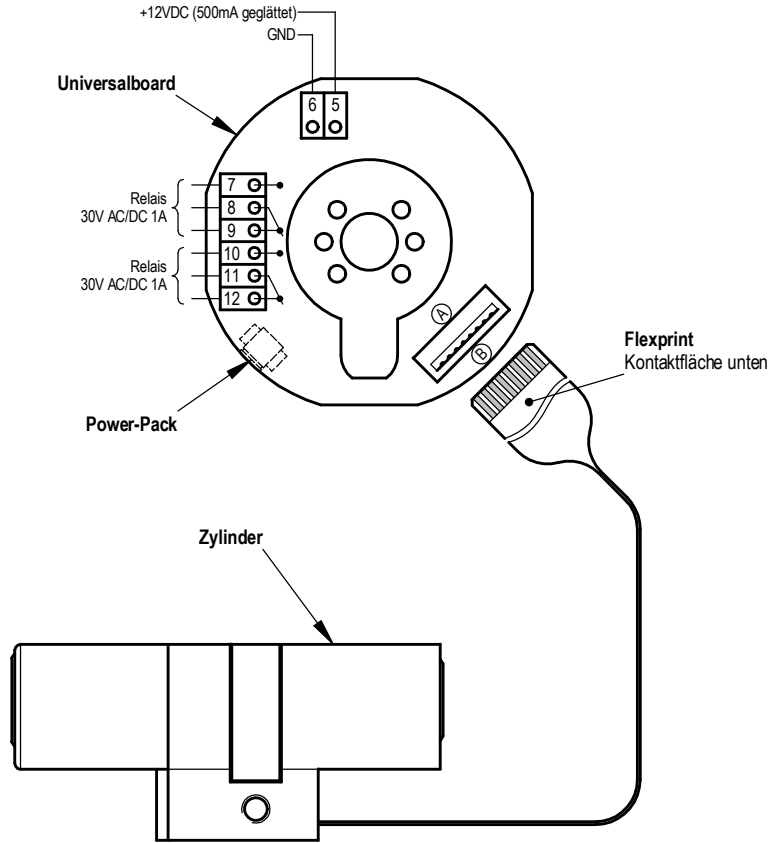 +12VDC (500mA geglättet)
GND
Universalboard
6 5
7
8
9
10
11
12
Relais
30V AC/DC 1A
Relais
30V AC/DC 1A
A
B
Flexprint
Kontaktfläche unten
Power-Pack
Zylinder